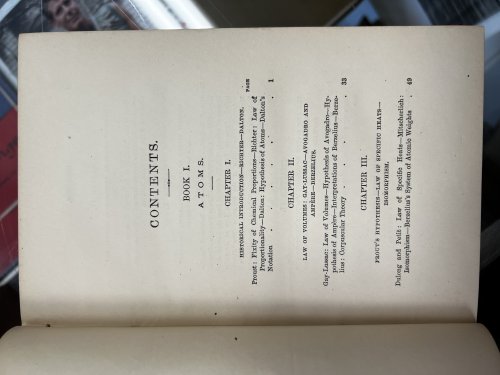 CONTENTS.
BOOK I.
ATOMS.
CHAPTER I.
HISTORICAL INTRODUCTION—RICHTER—DALTON.
PAGE
Proust: Fixity of Chemical Proportions—Richter: Law of
Proportionality—Dalton: Hypothesis of Atoms—Dalton's
Notation . . . . . . . . 1
CHAPTER II.
LAW OF VOLUMES: GAY-LUSSAC—AVOGADRO AND
AMPÈRE—BERZELIUS.
Gay-Lussac: Law of Volumes—Hypothesis of Avogadro—Hy-
pothesis of Ampère—Interpretations of Berzelius—Berze-
lius: Corpuscular Theory . . . . . 33
CHAPTER III.
PROUT'S HYPOTHESIS—LAW OF SPECIFIC HEATS—
ISOMORPHISM.
Dulong and Petit: Law of Specific Heats—Mitscherlich:
Isomorphism—Berzelius's System of Atomic Weights . 49